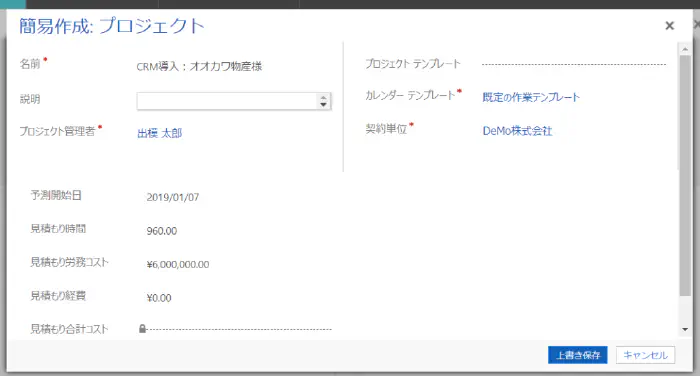 簡易作成: プロジェクト
名前* CRM導入：オオカワ物産様
説明
プロジェクト管理者* 出模 太郎
プロジェクト テンプレート
カレンダー テンプレート* 既定の作業テンプレート
契約単位* DeMo株式会社
予測開始日 2019/01/07
見積もり時間 960.00
見積もり労務コスト ¥6,000,000.00
見積もり経費 ¥0.00
見積もり合計コスト
上書き保存 キャンセル